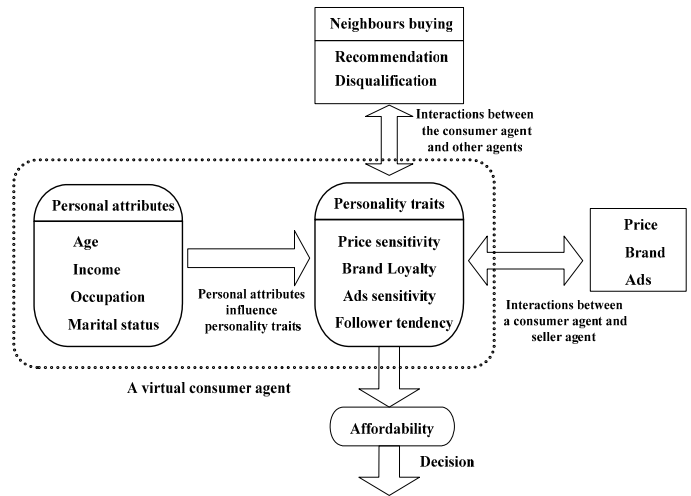 Neighbours buying
Recommendation
Disqualification
Interactions between
the consumer agent
and other agents
Personal attributes
Age
Income
Occupation
Marital status
Personal attributes
influence
personality traits
Personality traits
Price sensitivity
Brand Loyalty
Ads sensitivity
Follower tendency
Price
Brand
Ads
Interactions between
a consumer agent and
seller agent
A virtual consumer agent
Affordability
Decision